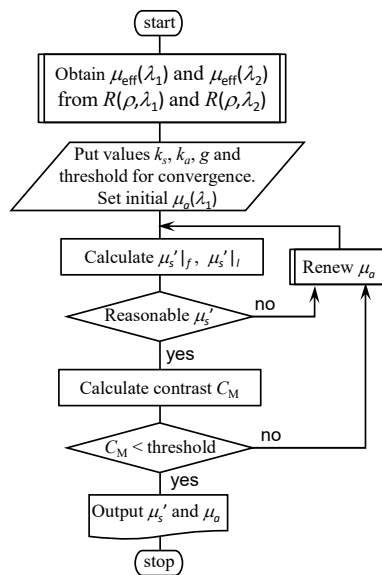 start
Obtain μeff(λ1) and μeff(λ2)
from R(ρ,λ1) and R(ρ,λ2)
Put values ks, ka, g and
threshold for convergence.
Set initial μa(λ1)
Calculate μs'|f, μs'|l
Renew μa
Reasonable μs'
no
yes
Calculate contrast CM
CM < threshold
no
yes
Output μs' and μa
stop